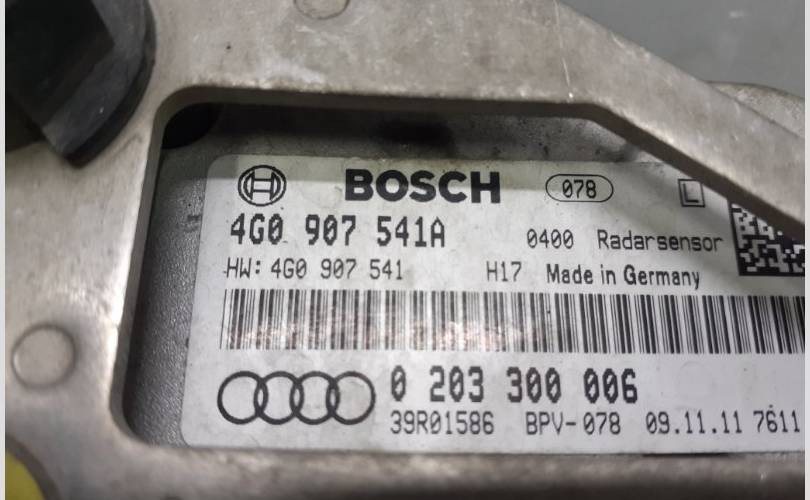 BOSCH 078 L
4G0 907 541A 0400 Radarsensor
HW: 4G0 907 541 H17 Made in Germany
0 203 300 006
39R01586 BPV-078 09.11.11 7611